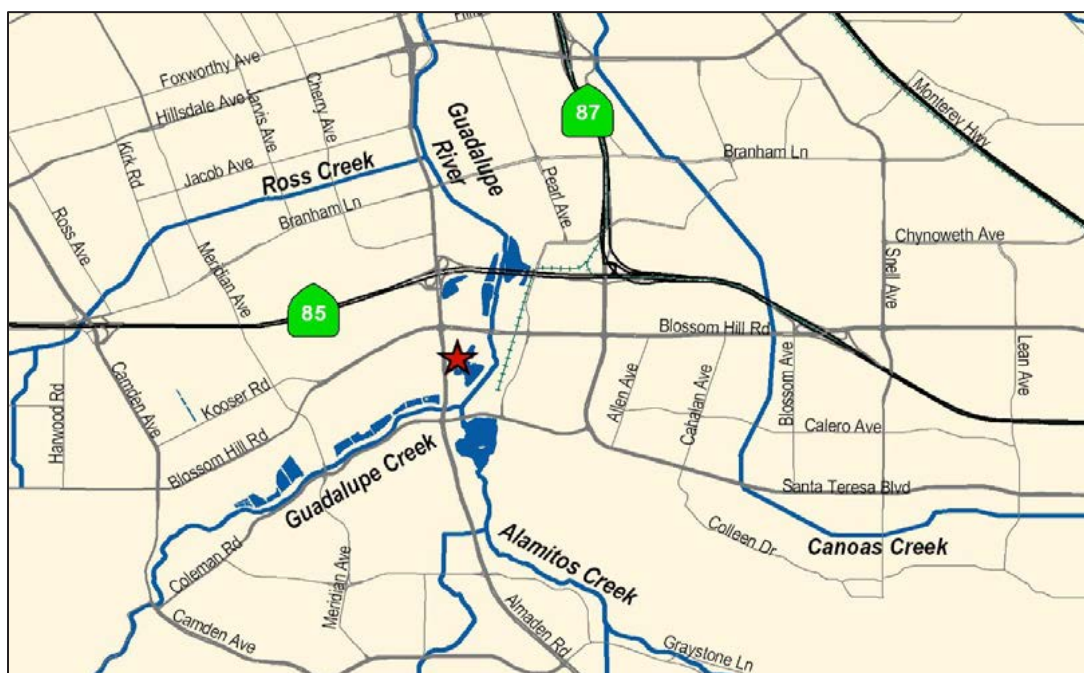 Foxworthy Ave
Hillsdale Ave
Jarvis Ave
Cherry Ave
Kirk Rd
Jacob Ave
Ross Creek
Branham Ln
Ross Ave
Meridian Ave
Guadalupe
River
87
Pearl Ave
Monterey Hwy
Branham Ln
Chynoweth Ave
Snell Ave
85
Blossom Hill Rd
Harwood Rd
Camden Ave
Kooser Rd
Blossom Hill Rd
Allen Ave
Cahalan Ave
Blossom Ave
Lean Ave
Calero Ave
Guadalupe Creek
Santa Teresa Blvd
Colleen Dr
Canoas Creek
Coleman Rd
Meridian Ave
Alamitos Creek
Camden Ave
Almaden Rd
Graystone Ln